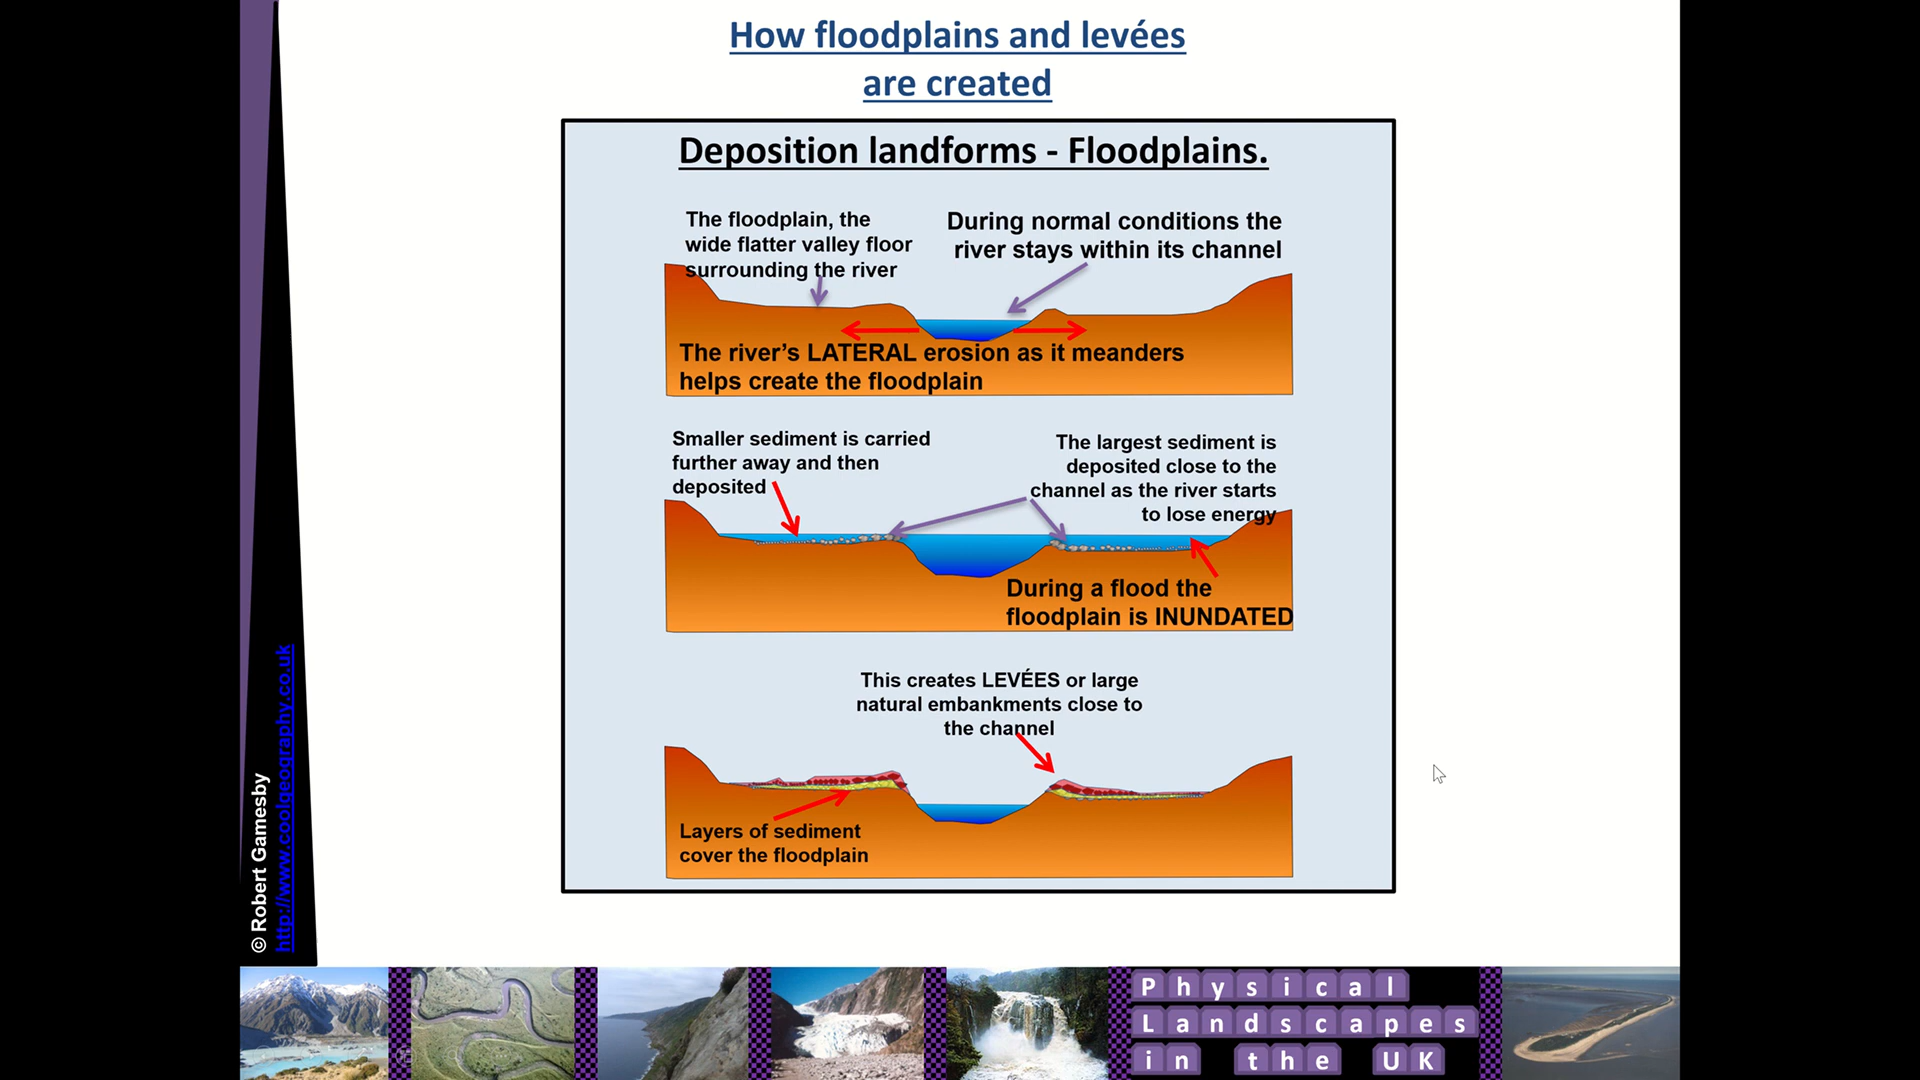 How floodplains and levées
are created
Deposition landforms - Floodplains.
The floodplain, the
wide flatter valley floor
surrounding the river
During normal conditions the
river stays within its channel
The river’s LATERAL erosion as it meanders
helps create the floodplain
Smaller sediment is carried
further away and then
deposited
The largest sediment is
deposited close to the
channel as the river starts
to lose energy
During a flood the
floodplain is INUNDATED
This creates LEVÉES or large
natural embankments close to
the channel
Layers of sediment
cover the floodplain
© Robert Gamesby
http://www.coolgeography.co.uk
Physical
Landscapes
in the UK